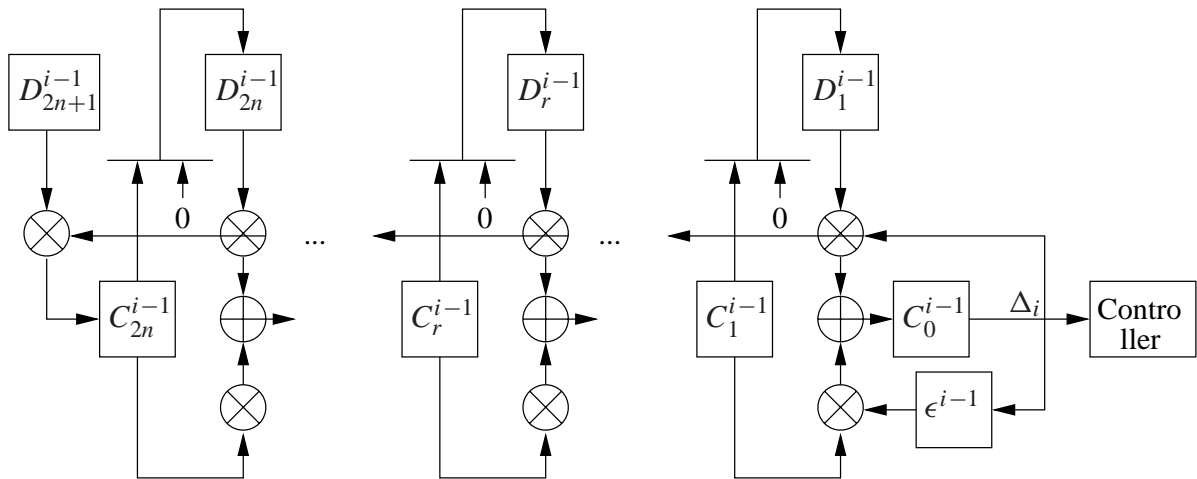 D_{2n+1}^{i−1} D_{2n}^{i−1} D_r^{i−1} D_1^{i−1}
0 0 0
... ...
C_{2n}^{i−1} C_r^{i−1} C_1^{i−1} C_0^{i−1} Δ_i Contro
ller
ϵ^{i−1}